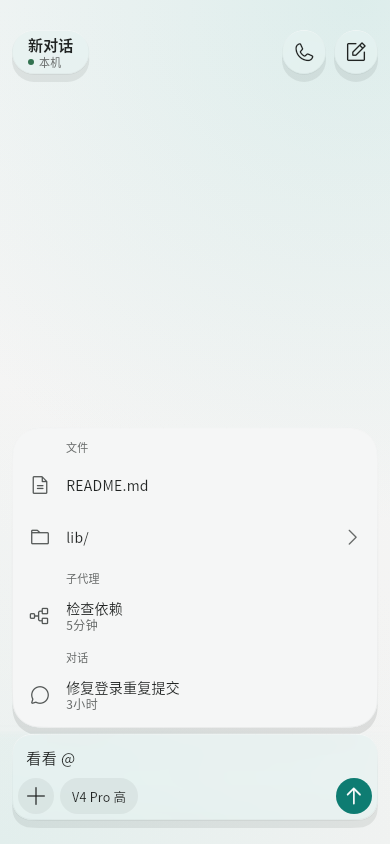 新对话
本机
文件
README.md
lib/
子代理
检查依赖
5分钟
对话
修复登录重复提交
3小时
看看 @
V4 Pro 高